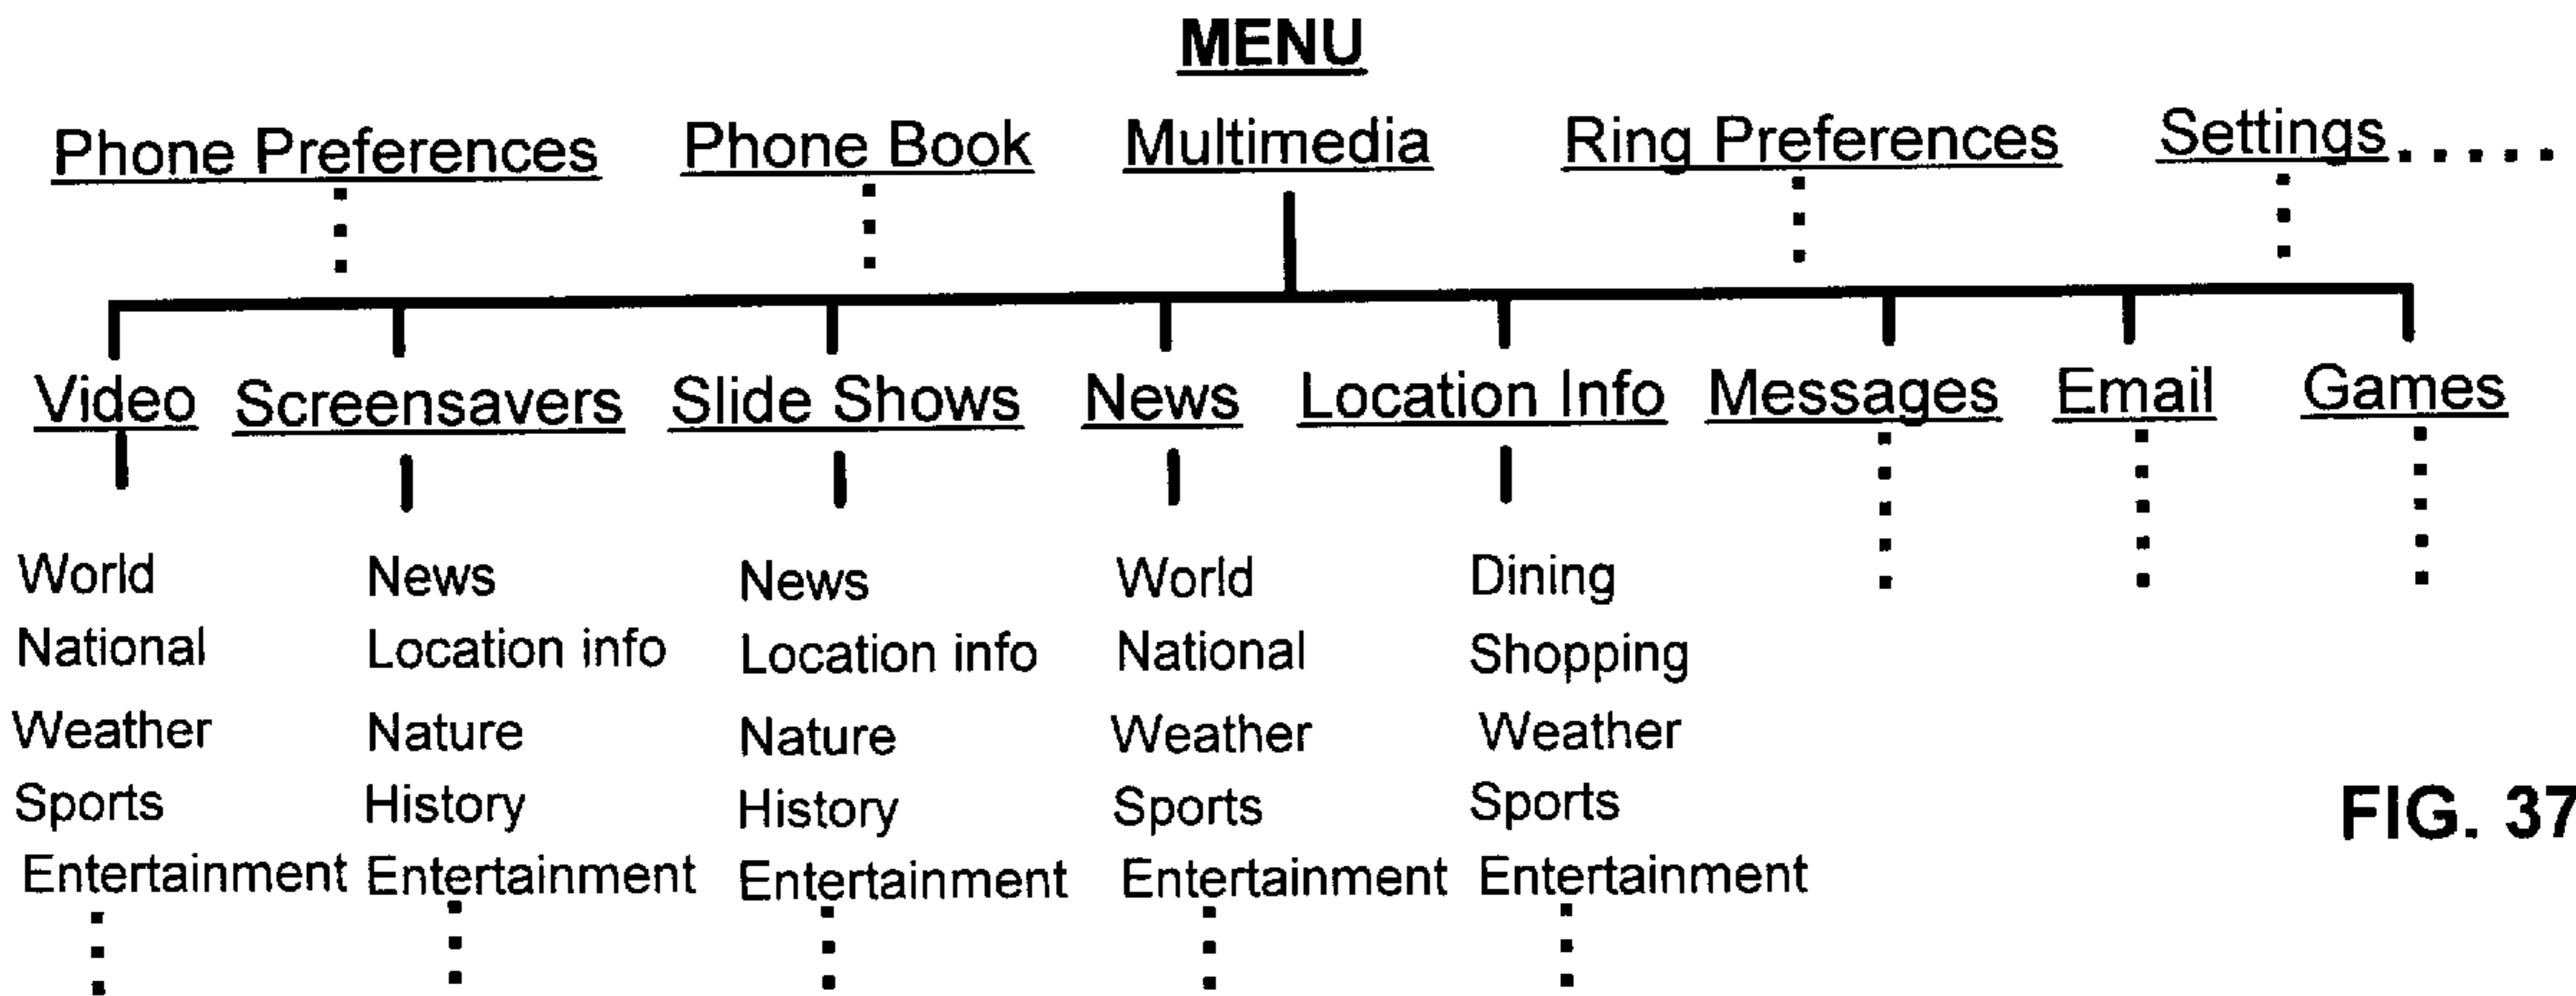 MENU
Phone Preferences Phone Book Multimedia Ring Preferences Settings.....
Video Screensavers Slide Shows News Location Info Messages Email Games
World News News World Dining
National Location info Location info National Shopping
Weather Nature Nature Weather Weather
Sports History History Sports Sports
Entertainment Entertainment Entertainment Entertainment Entertainment
FIG. 37